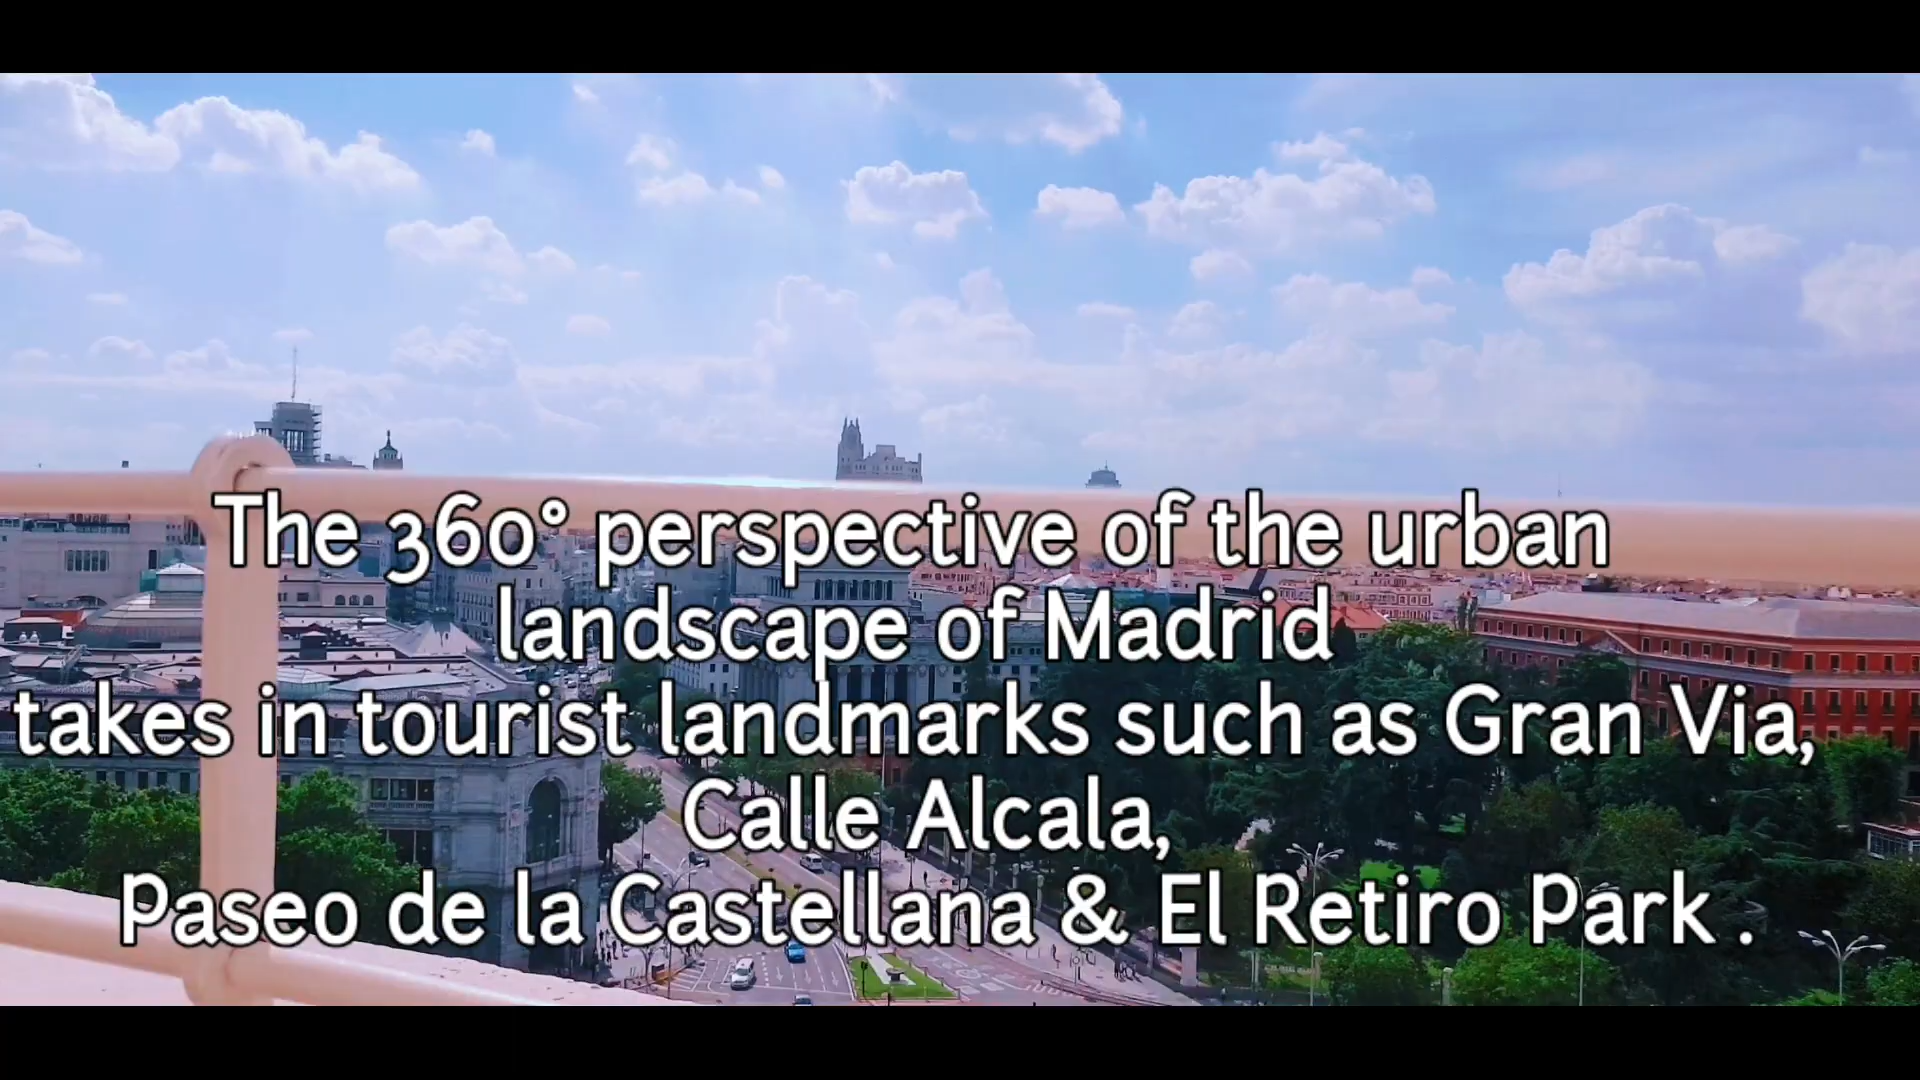 The 360° perspective of the urban
landscape of Madrid
takes in tourist landmarks such as Gran Via,
Calle Alcala,
Paseo de la Castellana & El Retiro Park .